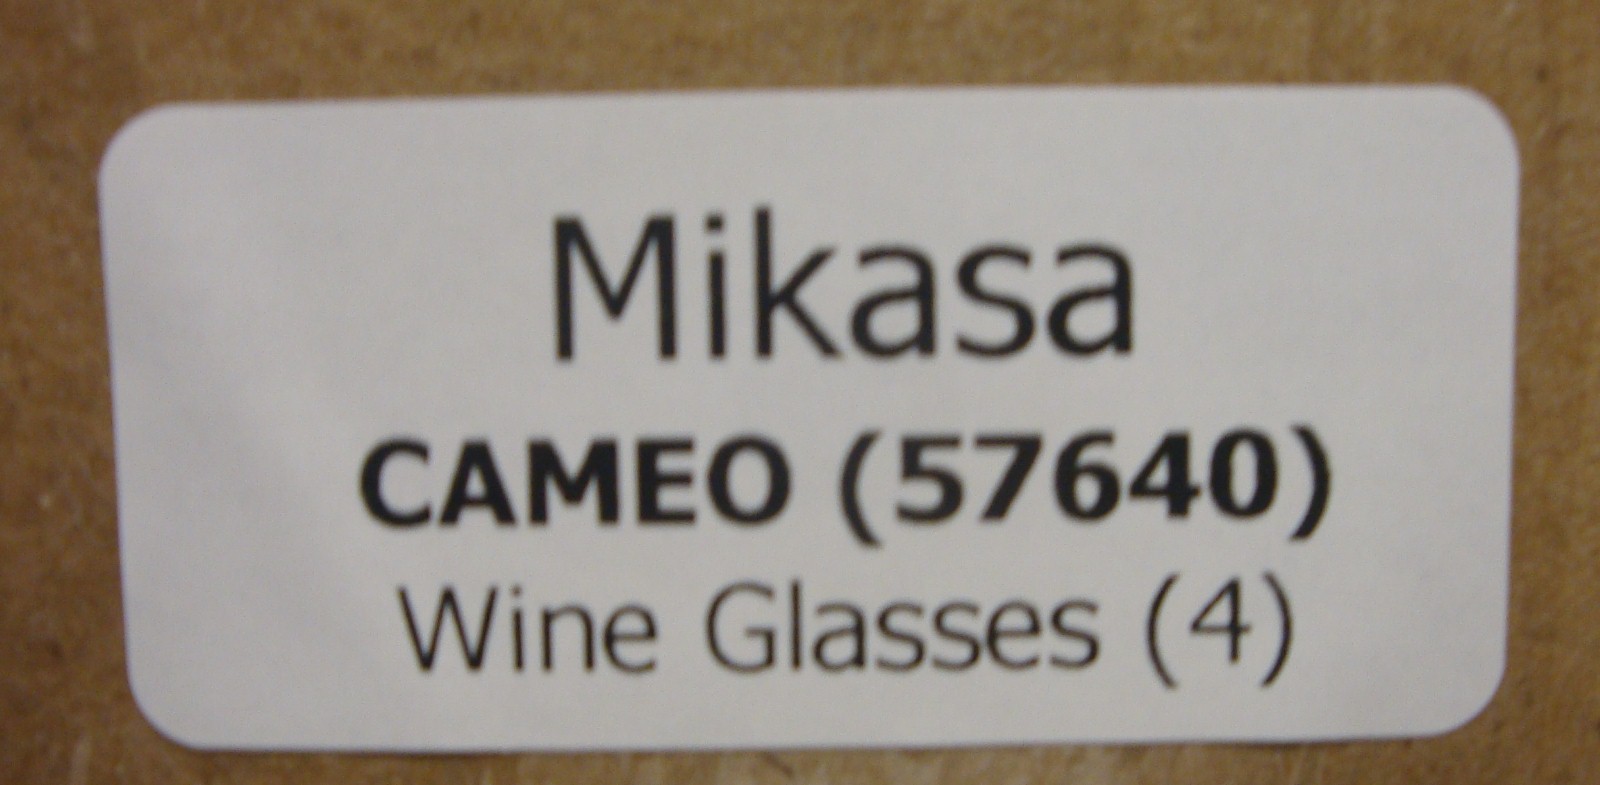 Mikasa
CAMEO (57640)
Wine Glasses (4)